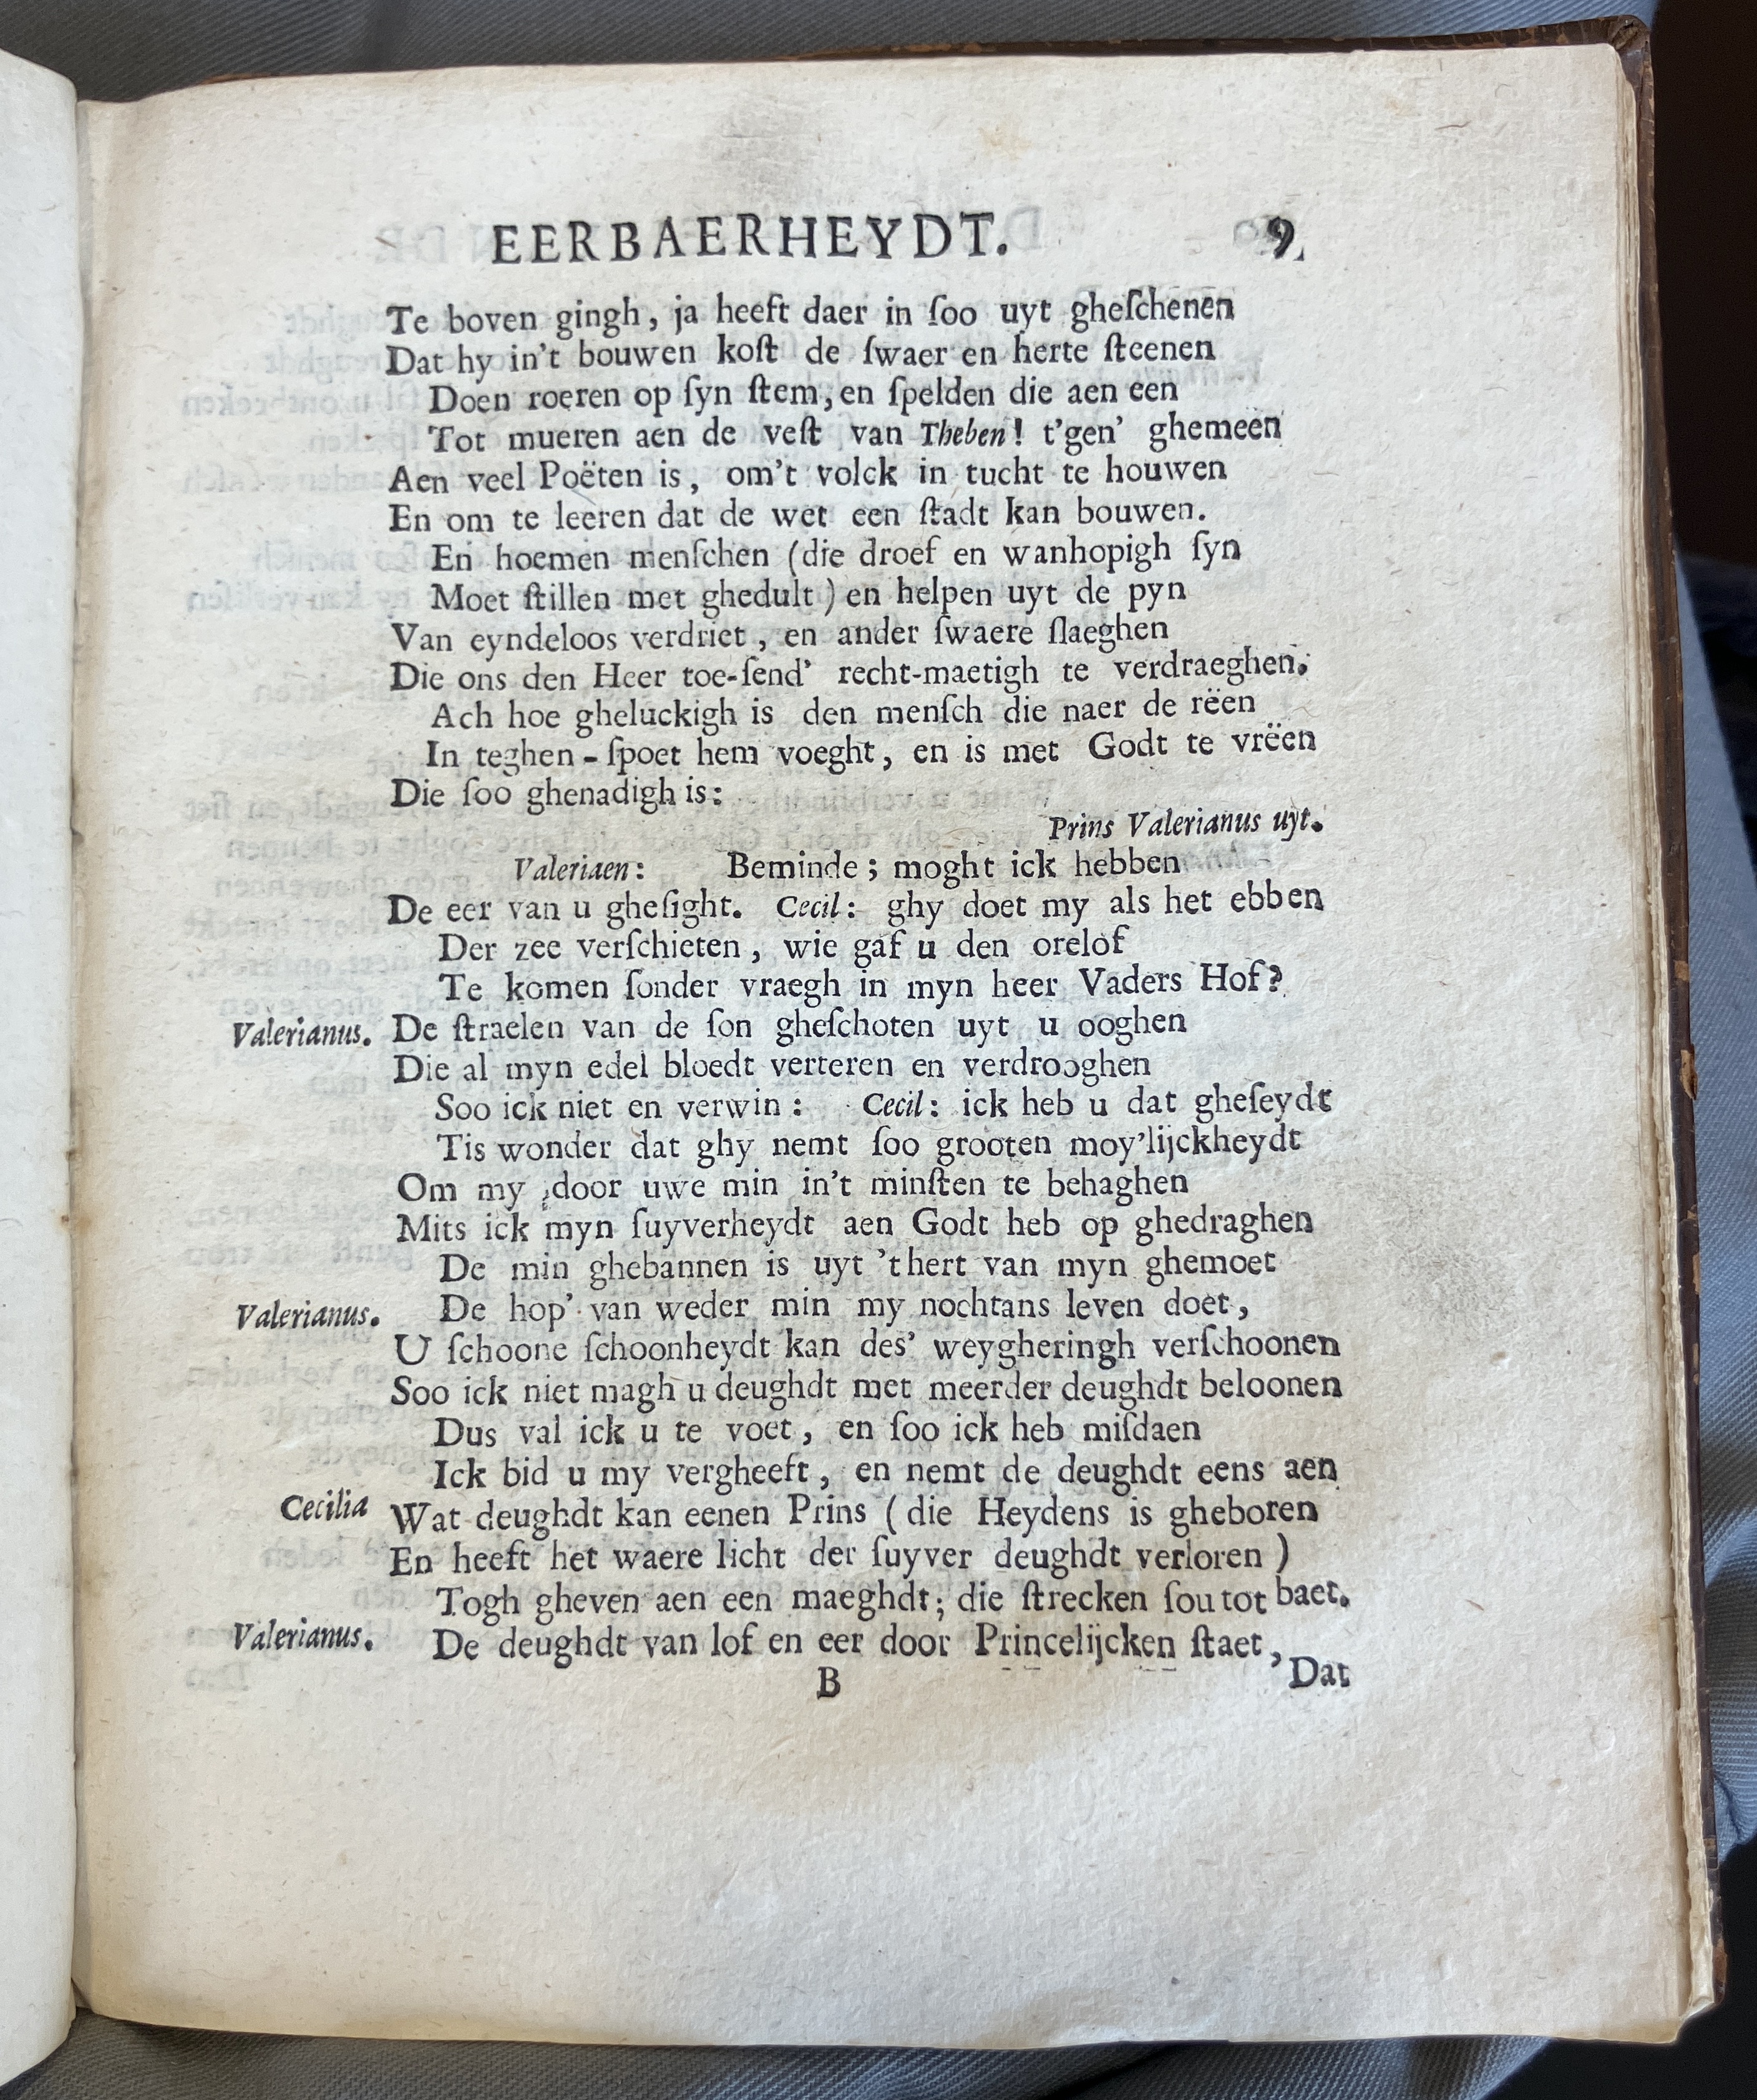 EERBAERHEYDT. 9.
Te boven gingh, ja heeft daer in ſoo uyt gheſchenen
Dat hy in't bouwen koſt de ſwaer en herte ſteenen
Doen roeren op ſyn ſtem, en ſpelden die aen een
Tot mueren aen de veſt van Theben! t'gen' ghemeen
Aen veel Poëten is, om't volck in tucht te houwen
En om te leeren dat de wet een ſtadt kan bouwen.
En hoemen menſchen (die droef en wanhopigh ſyn
Moet ſtillen met ghedult) en helpen uyt de pyn
Van eyndeloos verdriet, en ander ſwaere ſlaeghen
Die ons den Heer toe-ſend' recht-maetigh te verdraeghen.
Ach hoe gheluckigh is den menſch die naer de rëen
In teghen-ſpoet hem voeght, en is met Godt te vrëen
Die ſoo ghenadigh is:
Prins Valerianus uyt.
Valeriaen: Beminde; moght ick hebben
De eer van u gheſight. Cecil: ghy doet my als het ebben
Der zee verſchieten, wie gaf u den orelof
Te komen ſonder vraegh in myn heer Vaders Hof?
Valerianus. De ſtraelen van de ſon gheſchoten uyt u ooghen
Die al myn edel bloedt verteren en verdrooghen
Soo ick niet en verwin: Cecil: ick heb u dat gheſeydt
Tis wonder dat ghy nemt ſoo grooten moy'lijckheydt
Om my door uwe min in't minſten te behaghen
Mits ick myn ſuyverheydt aen Godt heb op ghedraghen
De min ghebannen is uyt 't hert van myn ghemoet
Valerianus. De hop' van weder min my nochtans leven doet,
U ſchoone ſchoonheydt kan des' weygheringh verſchoonen
Soo ick niet magh u deughdt met meerder deughdt beloonen
Dus val ick u te voet, en ſoo ick heb miſdaen
Ick bid u my vergheeft, en nemt de deughdt eens aen
Cecilia Wat deughdt kan eenen Prins (die Heydens is gheboren
En heeft het waere licht der ſuyver deughdt verloren)
Togh gheven aen een maeghdt; die ſtrecken ſou tot baet.
Valerianus. De deughdt van lof en eer door Princelijcken ſtaet,
B Dat